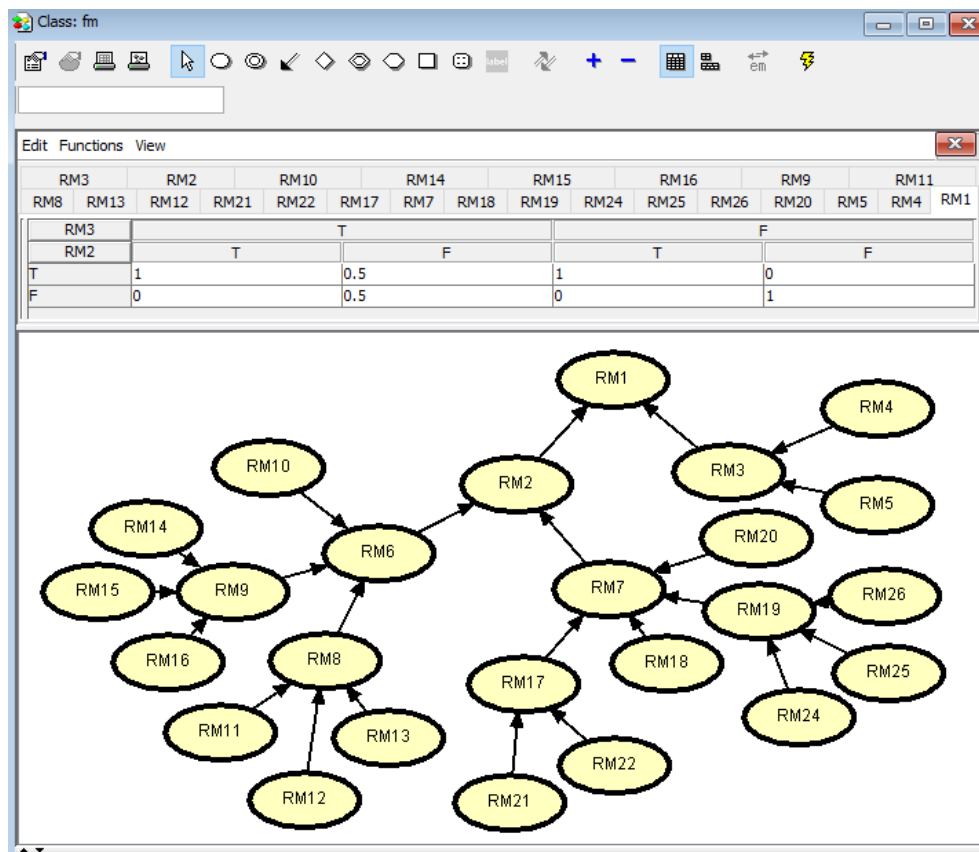 Class: fm
label
em
Edit Functions View
RM3 RM2 RM10 RM14 RM15 RM16 RM9 RM11
RM8 RM13 RM12 RM21 RM22 RM17 RM7 RM18 RM19 RM24 RM25 RM26 RM20 RM5 RM4 RM1
RM3 T F
RM2 T F T F
T 1 0.5 1 0
F 0 0.5 0 1
RM1
RM4
RM10
RM2
RM3
RM5
RM14
RM6
RM20
RM15
RM9
RM7
RM19
RM26
RM16
RM8
RM17
RM18
RM25
RM11
RM13
RM24
RM12
RM21
RM22